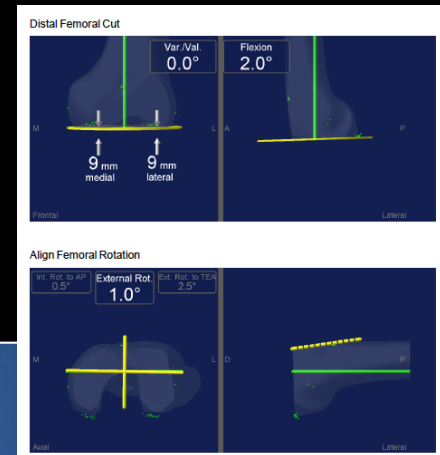 Distal Femoral Cut
Var./Val.
0.0°
Flexion
2.0°
M
L
A
P
9 mm
medial
9 mm
lateral
Frontal
Lateral
Align Femoral Rotation
Int. Rot. to AP
0.5°
External Rot.
1.0°
Ext. Rot. to TEA
2.5°
M
L
D
P
Axial
Lateral